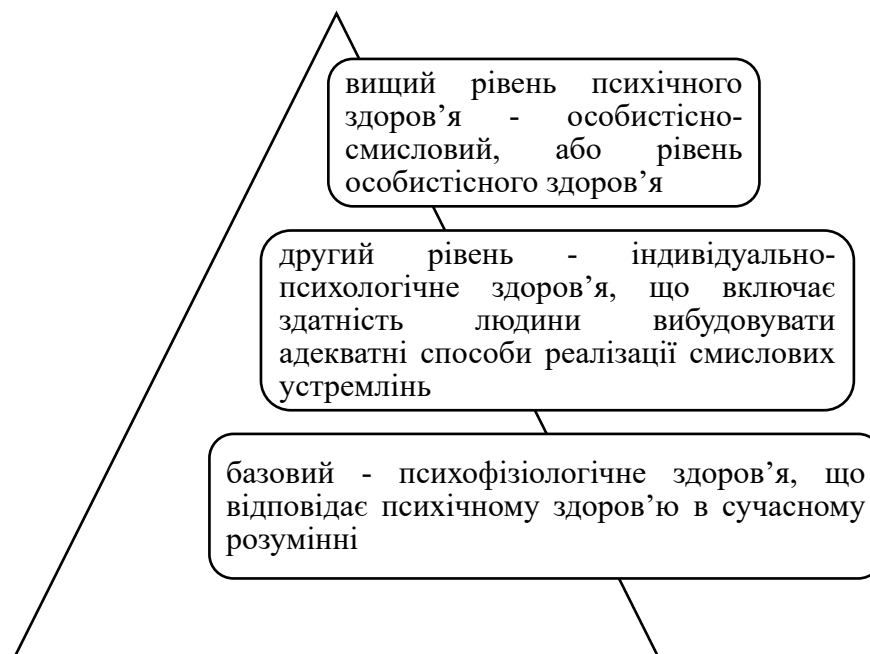 вищий рівень психічного
здоров’я - особистісно-
смисловий, або рівень
особистісного здоров’я
другий рівень - індивідуально-
психологічне здоров’я, що включає
здатність людини вибудовувати
адекватні способи реалізації смислових
устремлінь
базовий - психофізіологічне здоров’я, що
відповідає психічному здоров’ю в сучасному
розумінні